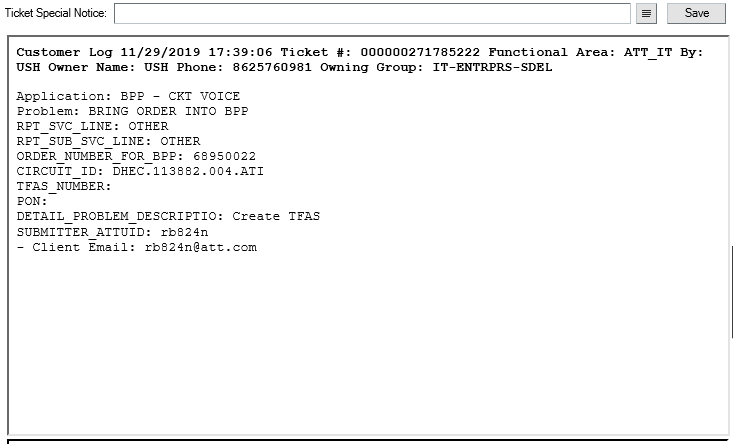 Ticket Special Notice: Save
Customer Log 11/29/2019 17:39:06 Ticket #: 000000271785222 Functional Area: ATT_IT By:
USH Owner Name: USH Phone: 8625760981 Owning Group: IT-ENTRPRS-SDEL
Application: BPP - CKT VOICE
Problem: BRING ORDER INTO BPP
RPT_SVC_LINE: OTHER
RPT_SUB_SVC_LINE: OTHER
ORDER_NUMBER_FOR_BPP: 68950022
CIRCUIT_ID: DHEC.113882.004.ATI
TFAS_NUMBER:
PON:
DETAIL_PROBLEM_DESCRIPTIO: Create TFAS
SUBMITTER_ATTUID: rb824n
- Client Email: rb824n@att.com